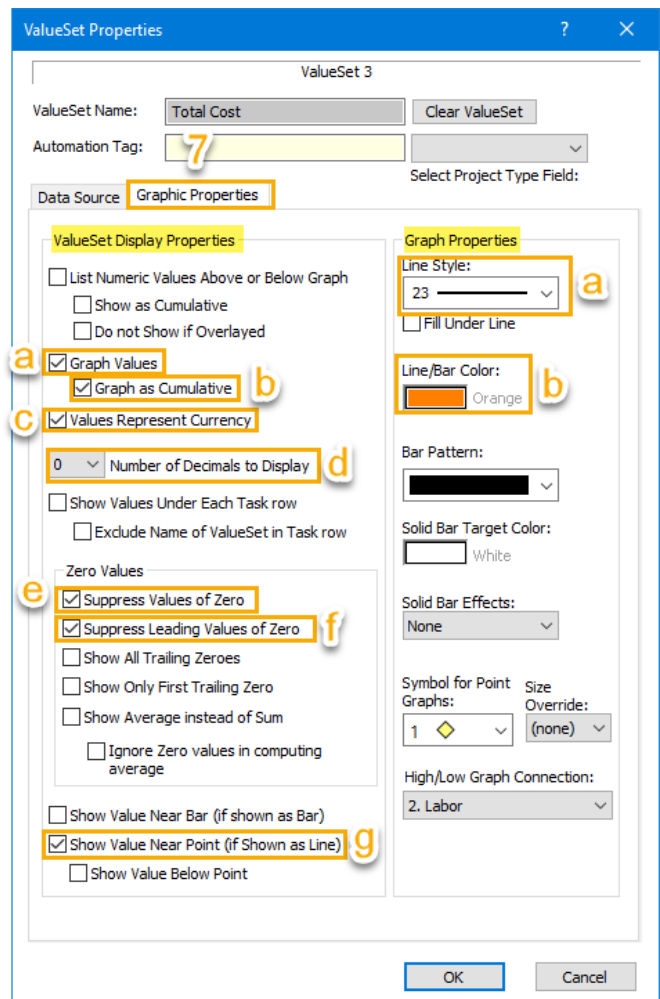 ValueSet Properties ? ×
ValueSet 3
ValueSet Name: Total Cost Clear ValueSet
Automation Tag: 7
Select Project Type Field:
Data Source Graphic Properties
ValueSet Display Properties
List Numeric Values Above or Below Graph
Show as Cumulative
Do not Show if Overlayed
a Graph Values
Graph as Cumulative b
c Values Represent Currency
0 Number of Decimals to Display d
Show Values Under Each Task row
Exclude Name of ValueSet in Task row
Zero Values
e Suppress Values of Zero
Suppress Leading Values of Zero f
Show All Trailing Zeroes
Show Only First Trailing Zero
Show Average instead of Sum
Ignore Zero values in computing
average
Show Value Near Bar (if shown as Bar)
Show Value Near Point (if Shown as Line) g
Show Value Below Point
Graph Properties
Line Style:
23 a
Fill Under Line
Line/Bar Color:
Orange b
Bar Pattern:
Solid Bar Target Color:
White
Solid Bar Effects:
None
Symbol for Point
Graphs:
1
Size
Override:
(none)
High/Low Graph Connection:
2. Labor
OK Cancel